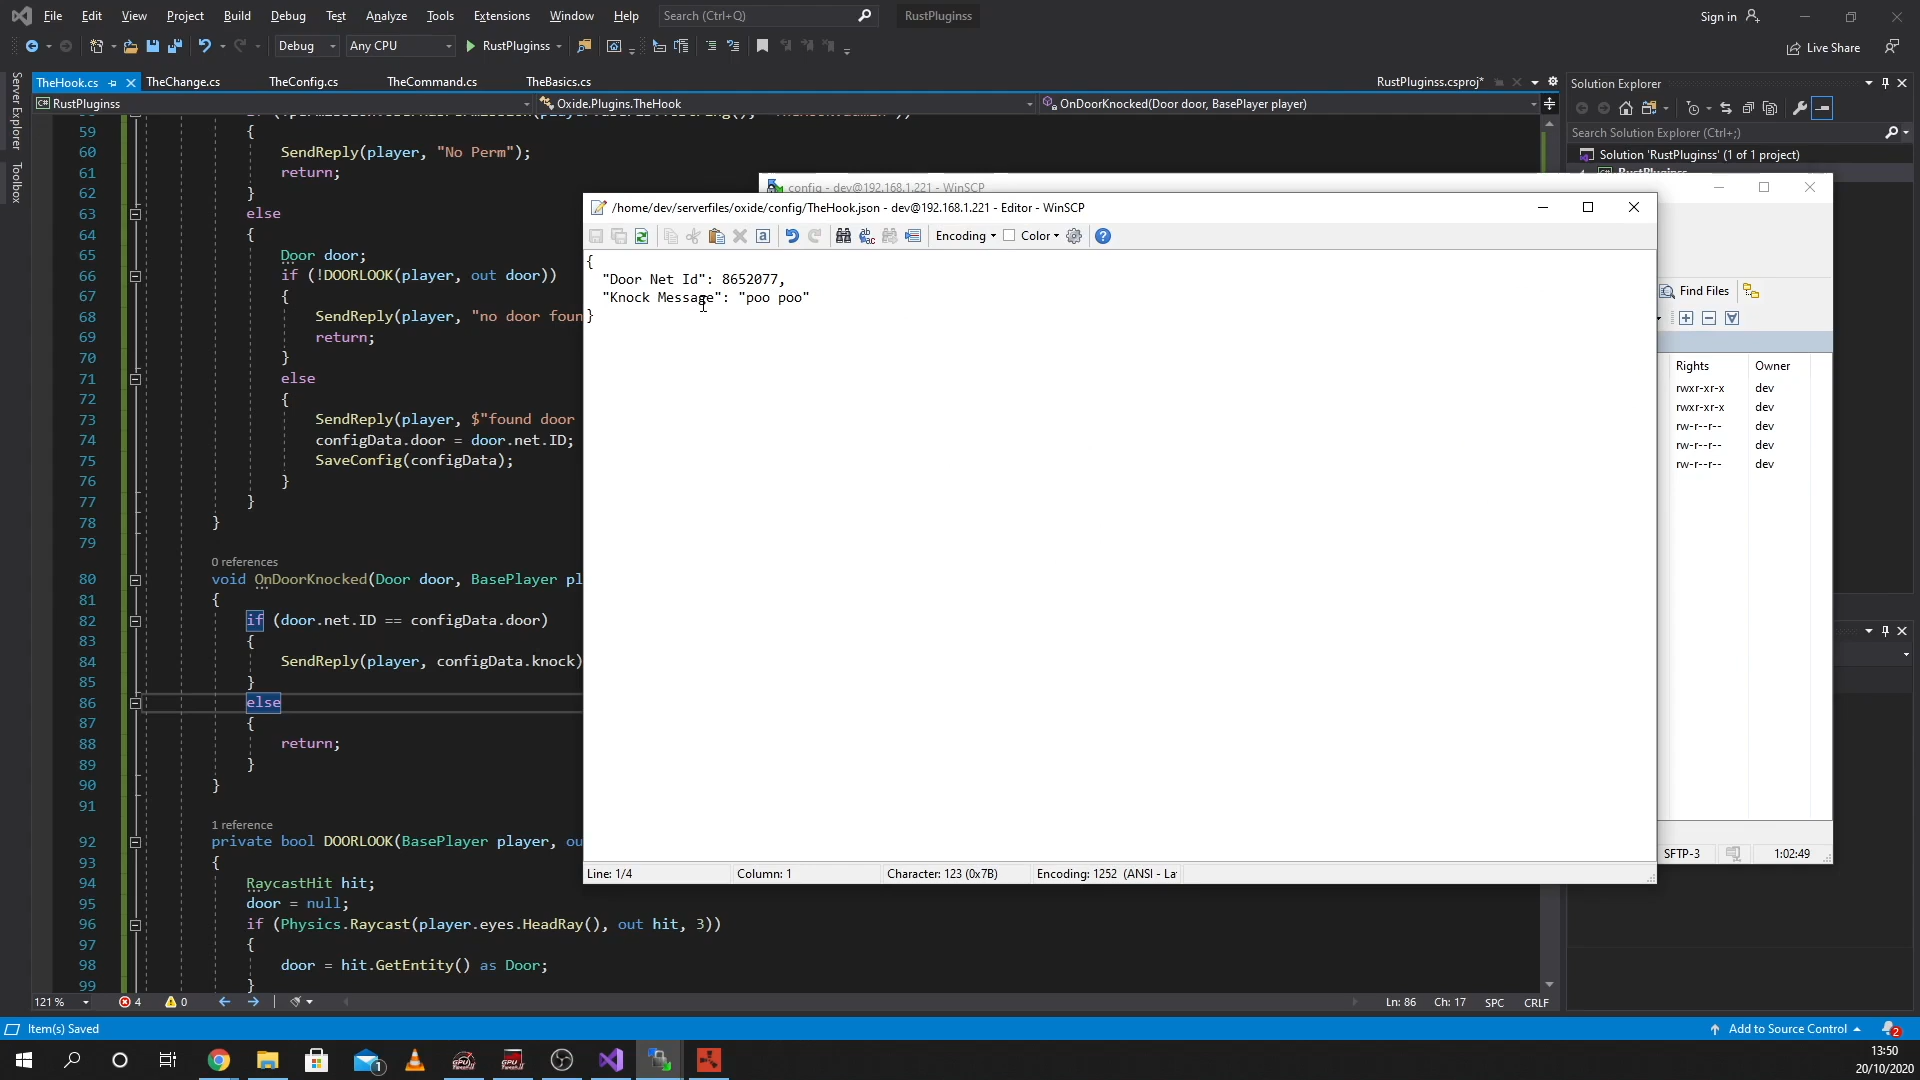 File Edit View Project Build Debug Test Analyze Tools Extensions Window Help Search (Ctrl+Q) RustPluginss Sign in
Debug Any CPU RustPluginss Live Share
Server Explorer
Toolbox
TheHook.cs TheChange.cs TheConfig.cs TheCommand.cs TheBasics.cs RustPluginss.csproj*
RustPluginss Oxide.Plugins.TheHook OnDoorKnocked(Door door, BasePlayer player)
59 {
60 SendReply(player, "No Perm");
61 return;
62 }
63 else
64 {
65 Door door;
66 if (!DOORLOOK(player, out door))
67 {
68 SendReply(player, "no door foun
69 return;
70 }
71 else
72 {
73 SendReply(player, $"found door
74 configData.door = door.net.ID;
75 SaveConfig(configData);
76 }
77 }
78 }
79
0 references
80 void OnDoorKnocked(Door door, BasePlayer pl
81 {
82 if (door.net.ID == configData.door)
83 {
84 SendReply(player, configData.knock)
85 }
86 else
87 {
88 return;
89 }
90 }
91
1 reference
92 private bool DOORLOOK(BasePlayer player, ou
93 {
94 RaycastHit hit;
95 door = null;
96 if (Physics.Raycast(player.eyes.HeadRay(), out hit, 3))
97 {
98 door = hit.GetEntity() as Door;
99 }
121 % 4 0 Ln: 86 Ch: 17 SPC CRLF
Solution Explorer
Search Solution Explorer (Ctrl+;)
Solution 'RustPluginss' (1 of 1 project)
config - dev@192.168.1.221 - WinSCP
/home/dev/serverfiles/oxide/config/TheHook.json - dev@192.168.1.221 - Editor - WinSCP
Encoding Color
{
"Door Net Id": 8652077,
"Knock Message": "poo poo"
}
Line: 1/4 Column: 1 Character: 123 (0x7B) Encoding: 1252 (ANSI - La
Find Files
Rights Owner
rwxr-xr-x dev
rwxr-xr-x dev
rw-r--r-- dev
rw-r--r-- dev
rw-r--r-- dev
SFTP-3 1:02:49
Item(s) Saved Add to Source Control 2
1
13:50
20/10/2020